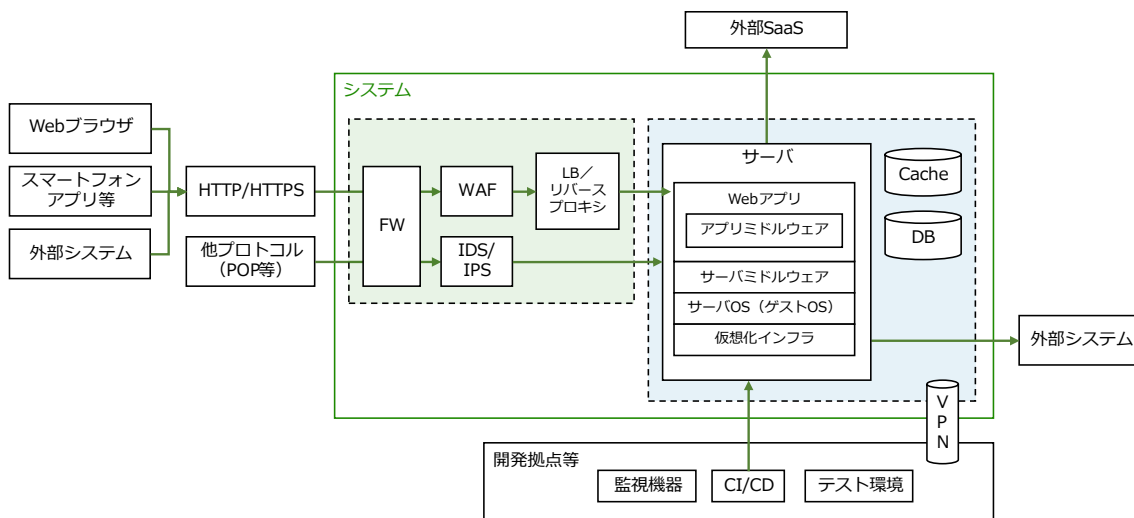 外部SaaS
システム
Webブラウザ
スマートフォン
アプリ等
外部システム
HTTP/HTTPS
他プロトコル
（POP等）
FW
WAF
LB／
リバース
プロキシ
IDS/
IPS
サーバ
Webアプリ
アプリミドルウェア
サーバミドルウェア
サーバOS（ゲストOS）
仮想化インフラ
Cache
DB
外部システム
V
P
N
開発拠点等
監視機器
CI/CD
テスト環境